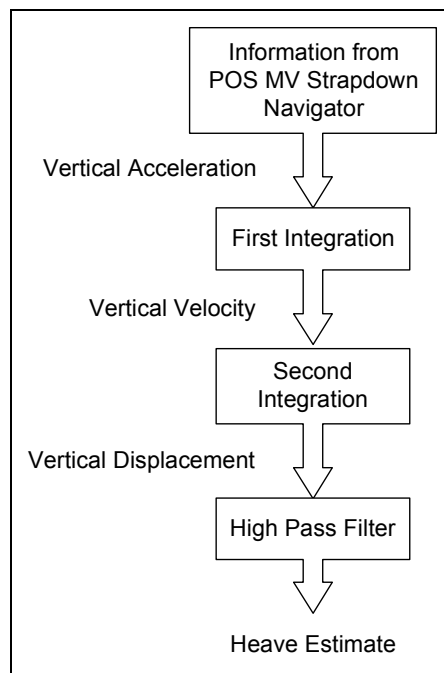 Information from
POS MV Strapdown
Navigator
Vertical Acceleration
First Integration
Vertical Velocity
Second
Integration
Vertical Displacement
High Pass Filter
Heave Estimate